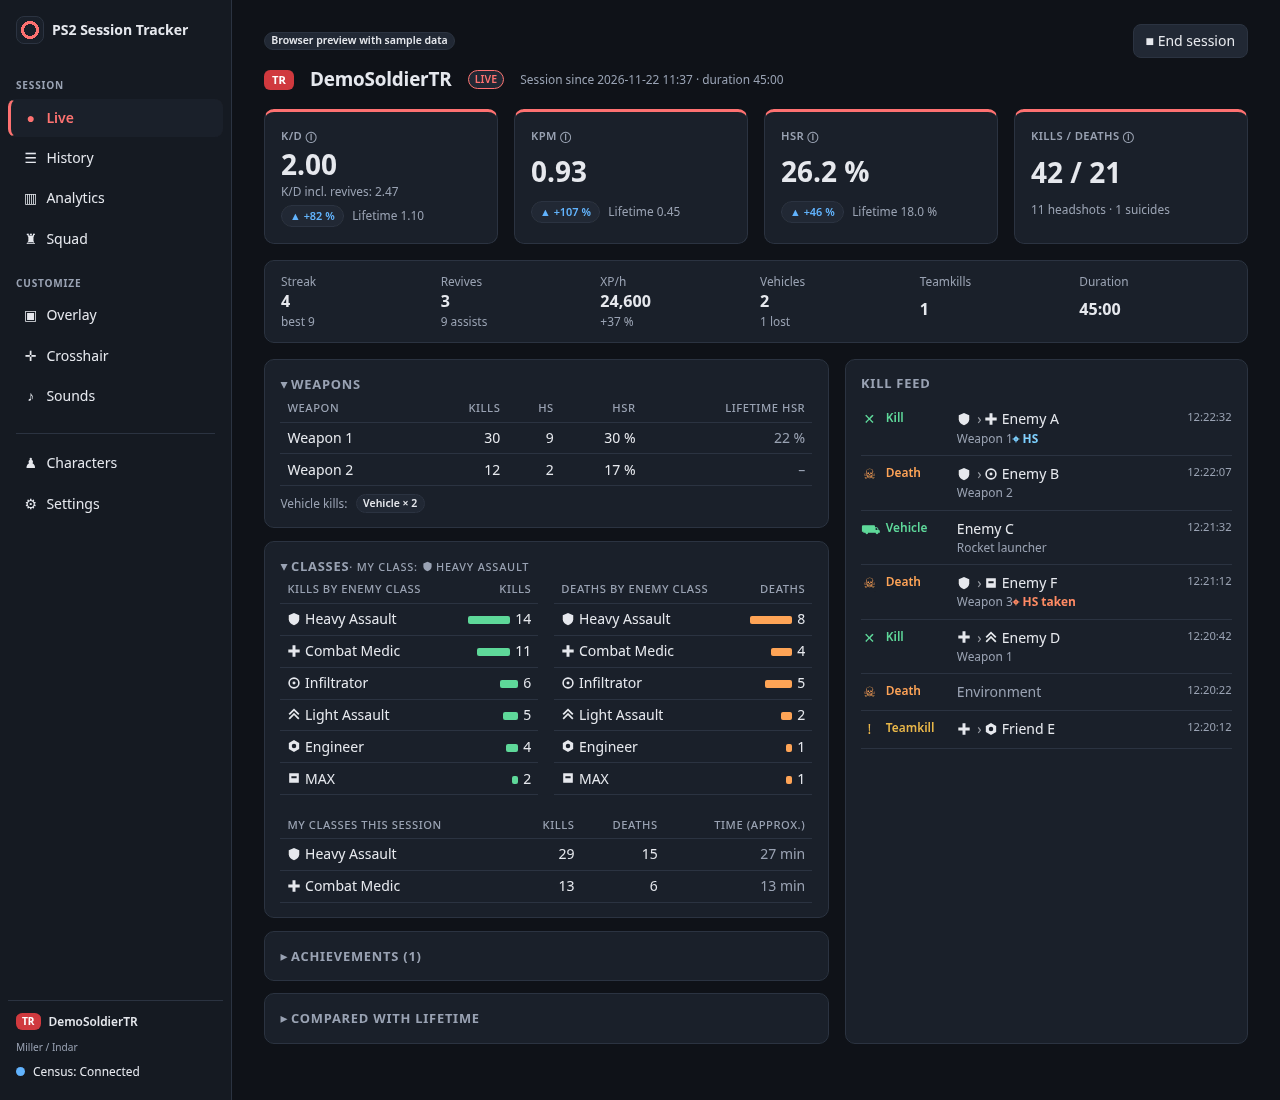 PS2 Session Tracker
SESSION
● Live
☰ History
▥ Analytics
♜ Squad
CUSTOMIZE
▣ Overlay
✛ Crosshair
♪ Sounds
♟ Characters
⚙ Settings
TR DemoSoldierTR
Miller / Indar
Census: Connected
Browser preview with sample data
■ End session
TR DemoSoldierTR LIVE Session since 2026-11-22 11:37 · duration 45:00
K/D ⓘ
2.00
K/D incl. revives: 2.47
▲ +82 % Lifetime 1.10
KPM ⓘ
0.93
▲ +107 % Lifetime 0.45
HSR ⓘ
26.2 %
▲ +46 % Lifetime 18.0 %
KILLS / DEATHS ⓘ
42 / 21
11 headshots · 1 suicides
Streak
4
best 9
Revives
3
9 assists
XP/h
24,600
+37 %
Vehicles
2
1 lost
Teamkills
1
Duration
45:00
▾ WEAPONS
WEAPON KILLS HS HSR LIFETIME HSR
Weapon 1 30 9 30 % 22 %
Weapon 2 12 2 17 % –
Vehicle kills: Vehicle × 2
▾ CLASSES · MY CLASS: HEAVY ASSAULT
KILLS BY ENEMY CLASS KILLS
Heavy Assault 14
Combat Medic 11
Infiltrator 6
Light Assault 5
Engineer 4
MAX 2
DEATHS BY ENEMY CLASS DEATHS
Heavy Assault 8
Combat Medic 4
Infiltrator 5
Light Assault 2
Engineer 1
MAX 1
MY CLASSES THIS SESSION KILLS DEATHS TIME (APPROX.)
Heavy Assault 29 15 27 min
Combat Medic 13 6 13 min
▸ ACHIEVEMENTS (1)
▸ COMPARED WITH LIFETIME
KILL FEED
✕ Kill › Enemy A 12:22:32
Weapon 1⌖ HS
☠ Death › Enemy B 12:22:07
Weapon 2
⛟ Vehicle Enemy C 12:21:32
Rocket launcher
☠ Death › Enemy F 12:21:12
Weapon 3⌖ HS taken
✕ Kill › Enemy D 12:20:42
Weapon 1
☠ Death Environment 12:20:22
! Teamkill › Friend E 12:20:12